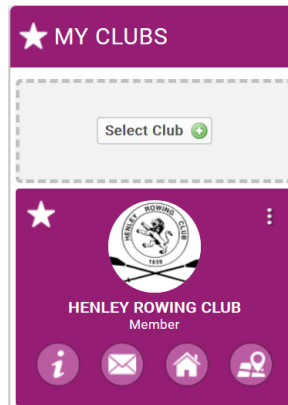 MY CLUBS
Select Club
HENLEY ROWING CLUB
1839
HENLEY ROWING CLUB
Member